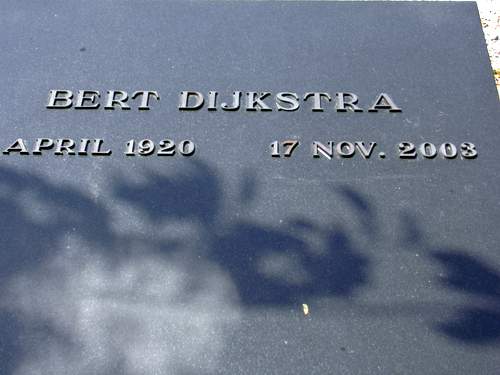 BERT DIJKSTRA
APRIL 1920 17 NOV. 2003